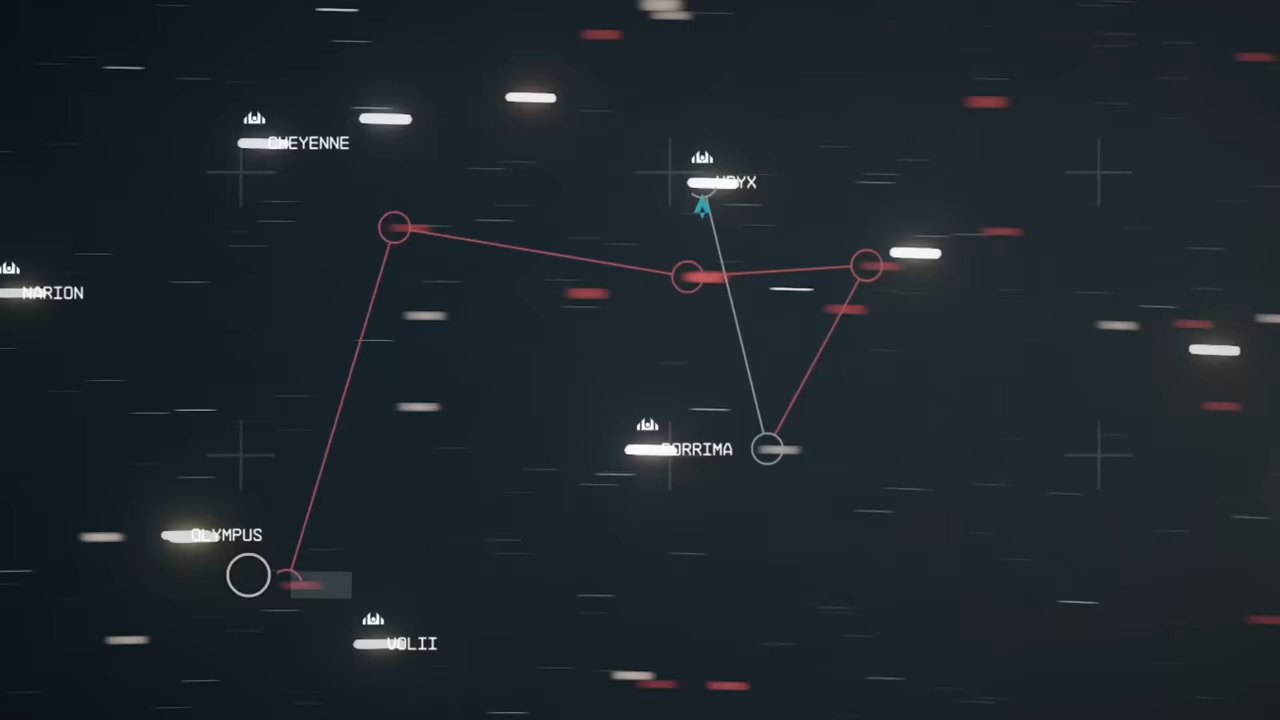 CHEYENNE
NARION
PORRIMA
OLYMPUS
VOLII